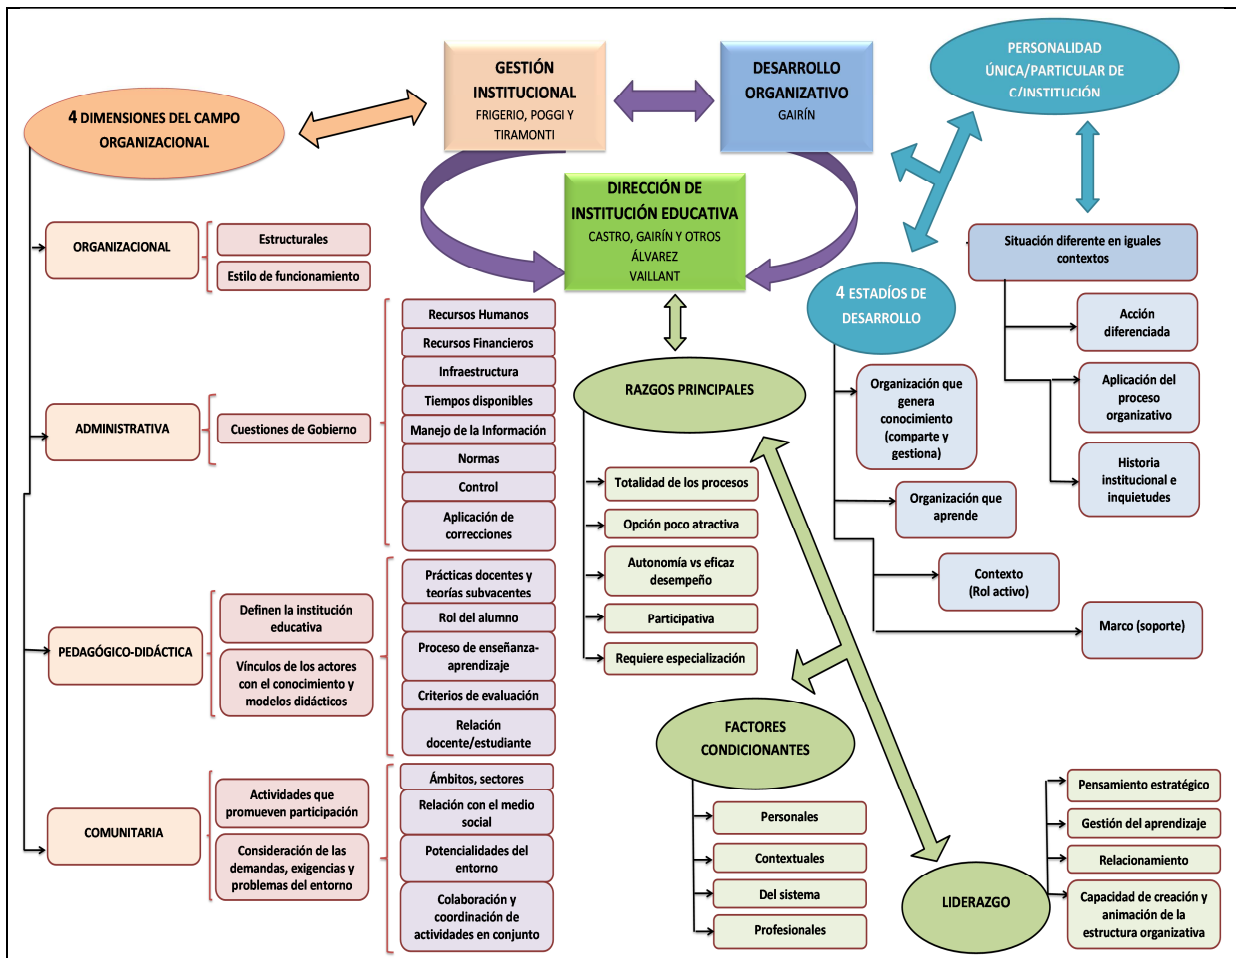 GESTIÓN
INSTITUCIONAL
FRIGERIO, POGGI Y
TIRAMONTI
DESARROLLO
ORGANIZATIVO
GAIRÍN
PERSONALIDAD
ÚNICA/PARTICULAR DE
C/INSTITUCIÓN
4 DIMENSIONES DEL CAMPO
ORGANIZACIONAL
DIRECCIÓN DE
INSTITUCIÓN EDUCATIVA
CASTRO, GAIRÍN Y OTROS
ÁLVAREZ
VAILLANT
ORGANIZACIONAL
Estructurales
Estilo de funcionamiento
ADMINISTRATIVA
Cuestiones de Gobierno
Recursos Humanos
Recursos Financieros
Infraestructura
Tiempos disponibles
Manejo de la Información
Normas
Control
Aplicación de
correcciones
PEDAGÓGICO-DIDÁCTICA
Definen la institución
educativa
Vínculos de los actores
con el conocimiento y
modelos didácticos
Prácticas docentes y
teorías subyacentes
Rol del alumno
Proceso de enseñanza-
aprendizaje
Criterios de evaluación
Relación
docente/estudiante
COMUNITARIA
Actividades que
promueven participación
Consideración de las
demandas, exigencias y
problemas del entorno
Ámbitos, sectores
Relación con el medio
social
Potencialidades del
entorno
Colaboración y
coordinación de
actividades en conjunto
RAZGOS PRINCIPALES
Totalidad de los procesos
Opción poco atractiva
Autonomía vs eficaz
desempeño
Participativa
Requiere especialización
FACTORES
CONDICIONANTES
Personales
Contextuales
Del sistema
Profesionales
LIDERAZGO
Pensamiento estratégico
Gestión del aprendizaje
Relacionamiento
Capacidad de creación y
animación de la
estructura organizativa
4 ESTADÍOS DE
DESARROLLO
Organización que
genera
conocimiento
(comparte y
gestiona)
Organización que
aprende
Contexto
(Rol activo)
Marco (soporte)
Situación diferente en iguales
contextos
Acción
diferenciada
Aplicación del
proceso
organizativo
Historia
institucional e
inquietudes